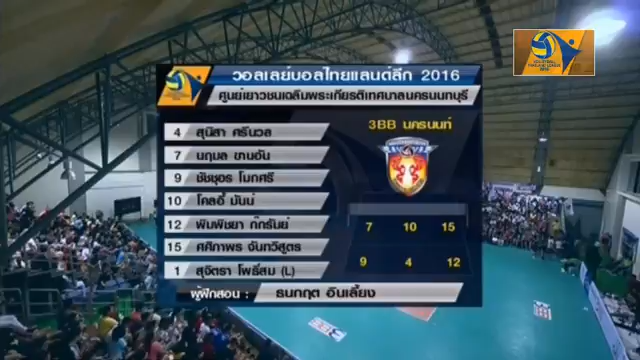 วอลเลย์บอลไทยแลนด์ลีก 2016
ศูนย์เยาวชนเฉลิมพระเกียรติเทศบาลนครนนทบุรี
4 สุนิสา ศรีนวล
7 นฤมล ขานอัน
9 ชัชชุอร โมกศรี
10 โคลอี้ มันน์
12 พิมพิชยา ก๊กรัมย์
15 ศศิภาพร จันทวิสูตร
1 สุจิตรา โพธิ์สม (L)
ผู้ฝึกสอน : ธนกฤต อินเลี้ยง
3BB นครนนท์
7 10 15
9 4 12